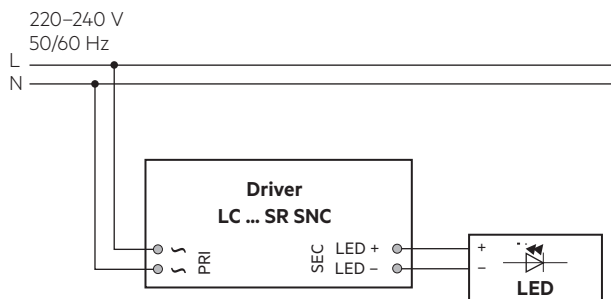 220–240 V
50/60 Hz
L
N
Driver
LC ... SR SNC
~ PRI SEC LED + +
~ LED – –
LED